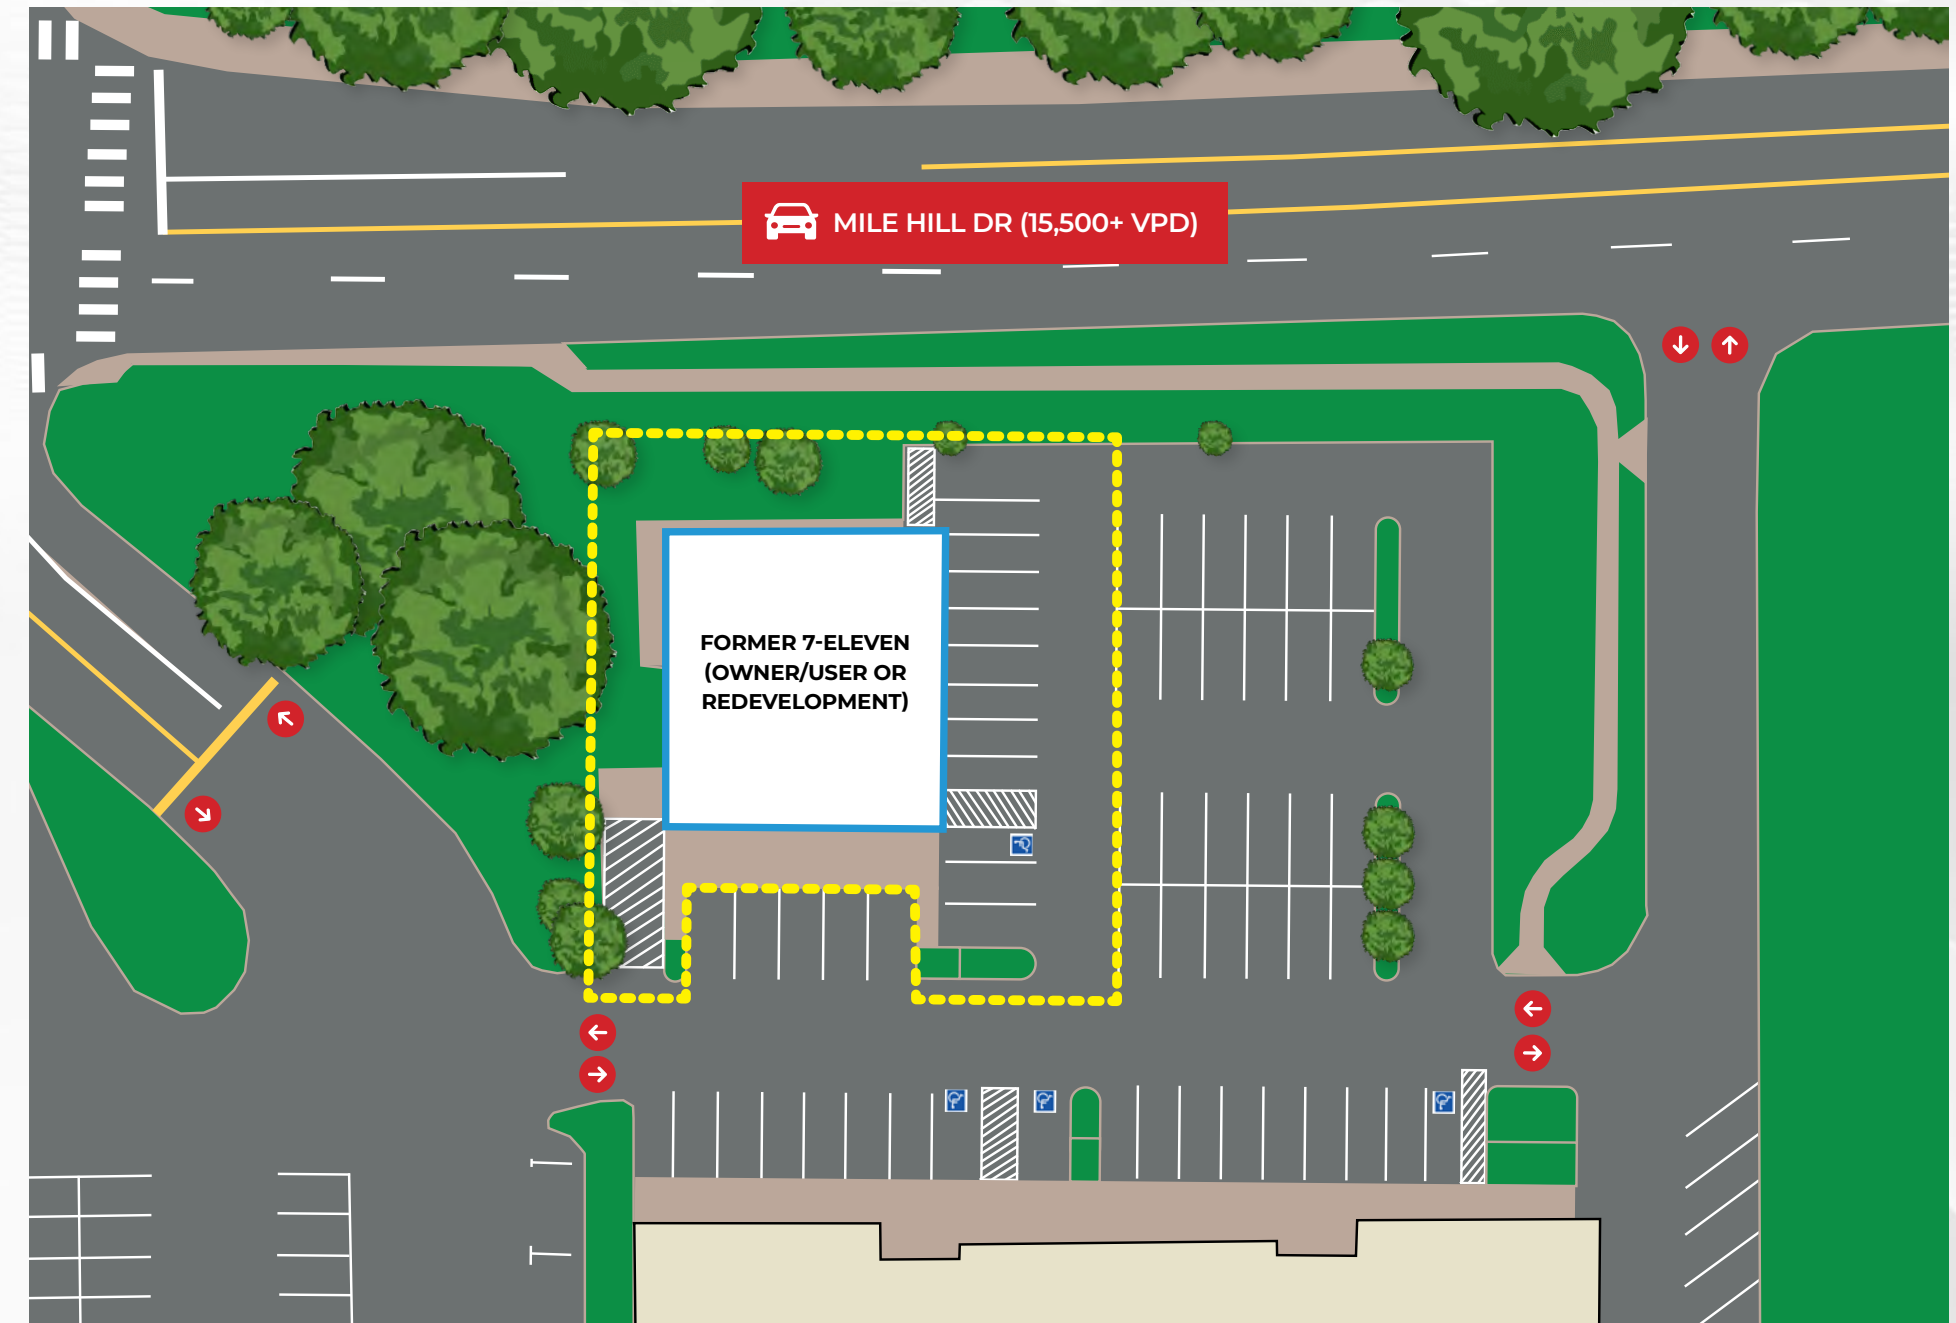 MILE HILL DR (15,500+ VPD)
FORMER 7-ELEVEN
(OWNER/USER OR
REDEVELOPMENT)